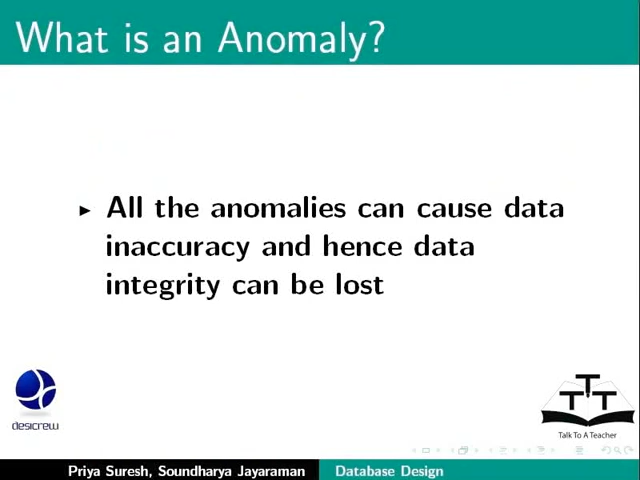 What is an Anomaly?
All the anomalies can cause data
inaccuracy and hence data
integrity can be lost
desicrew
TTT
Talk To A Teacher
Priya Suresh, Soundharya Jayaraman
Database Design